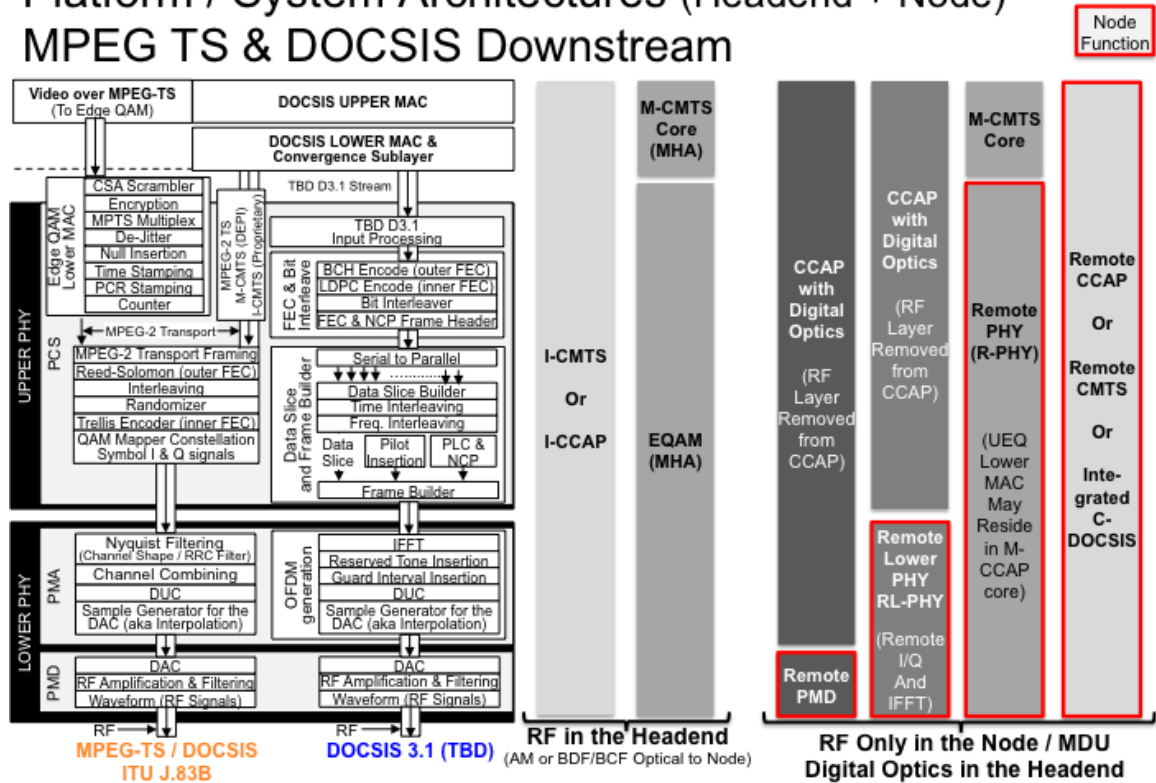 Platform / System Architectures (Headend + Node)
MPEG TS & DOCSIS Downstream
Node
Function
Video over MPEG-TS
(To Edge QAM)
DOCSIS UPPER MAC
DOCSIS LOWER MAC &
Convergence Sublayer
TBD D3.1 Stream
UPPER PHY
PCS
Edge QAM
Lower MAC
CSA Scrambler
Encryption
MPTS Multiplex
De-Jitter
Null Insertion
Time Stamping
PCR Stamping
Counter
MPEG-2 TS
M-CMTS (DEPI)
I-CMTS (Proprietary)
MPEG-2 Transport
MPEG-2 Transport Framing
Reed-Solomon (outer FEC)
Interleaving
Randomizer
Trellis Encoder (inner FEC)
QAM Mapper Constellation
Symbol I & Q signals
TBD D3.1
Input Processing
FEC & Bit
Interleave
BCH Encode (outer FEC)
LDPC Encode (inner FEC)
Bit Interleaver
FEC & NCP Frame Header
Data Slice
and Frame Builder
Serial to Parallel
Data Slice Builder
Time Interleaving
Freq. Interleaving
Data
Slice
Pilot
Insertion
PLC &
NCP
Frame Builder
LOWER PHY
PMA
Nyquist Filtering
(Channel Shape / RRC Filter)
Channel Combining
DUC
Sample Generator for the
DAC (aka Interpolation)
OFDM
generation
IFFT
Reserved Tone Insertion
Guard Interval Insertion
DUC
Sample Generator for the
DAC (aka Interpolation)
PMD
DAC
RF Amplification & Filtering
Waveform (RF Signals)
DAC
RF Amplification & Filtering
Waveform (RF Signals)
RF
RF
MPEG-TS / DOCSIS
ITU J.83B
DOCSIS 3.1 (TBD)
I-CMTS
Or
I-CCAP
M-CMTS
Core
(MHA)
EQAM
(MHA)
RF in the Headend
(AM or BDF/BCF Optical to Node)
CCAP
with
Digital
Optics
(RF
Layer
Removed
from
CCAP)
Remote
PMD
CCAP
with
Digital
Optics
(RF
Layer
Removed
from
CCAP)
Remote
Lower
PHY
RL-PHY
(Remote
I/Q
And
IFFT)
M-CMTS
Core
Remote
PHY
(R-PHY)
(UEQ
Lower
MAC
May
Reside
in M-
CCAP
core)
Remote
CCAP
Or
Remote
CMTS
Or
Inte-
grated
C-
DOCSIS
RF Only in the Node / MDU
Digital Optics in the Headend